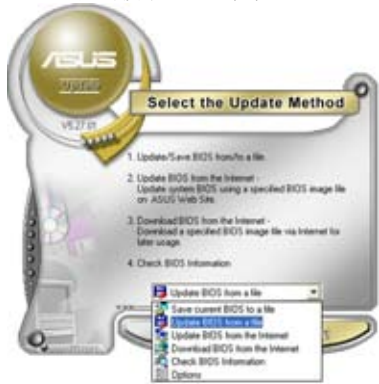 ASUS
Update
Select the Update Method
1. Update/Save BIOS from/to a file.
2. Update BIOS from the Internet -
Update system BIOS using a specified BIOS image file
on ASUS Web Site.
3. Download BIOS from the Internet -
Download a specified BIOS image file via Internet for
later usage.
4. Check BIOS Information
Update BIOS from a file
Save current BIOS to a file
Update BIOS from a file
Update BIOS from the Internet
Download BIOS from the Internet
Check BIOS Information
Options